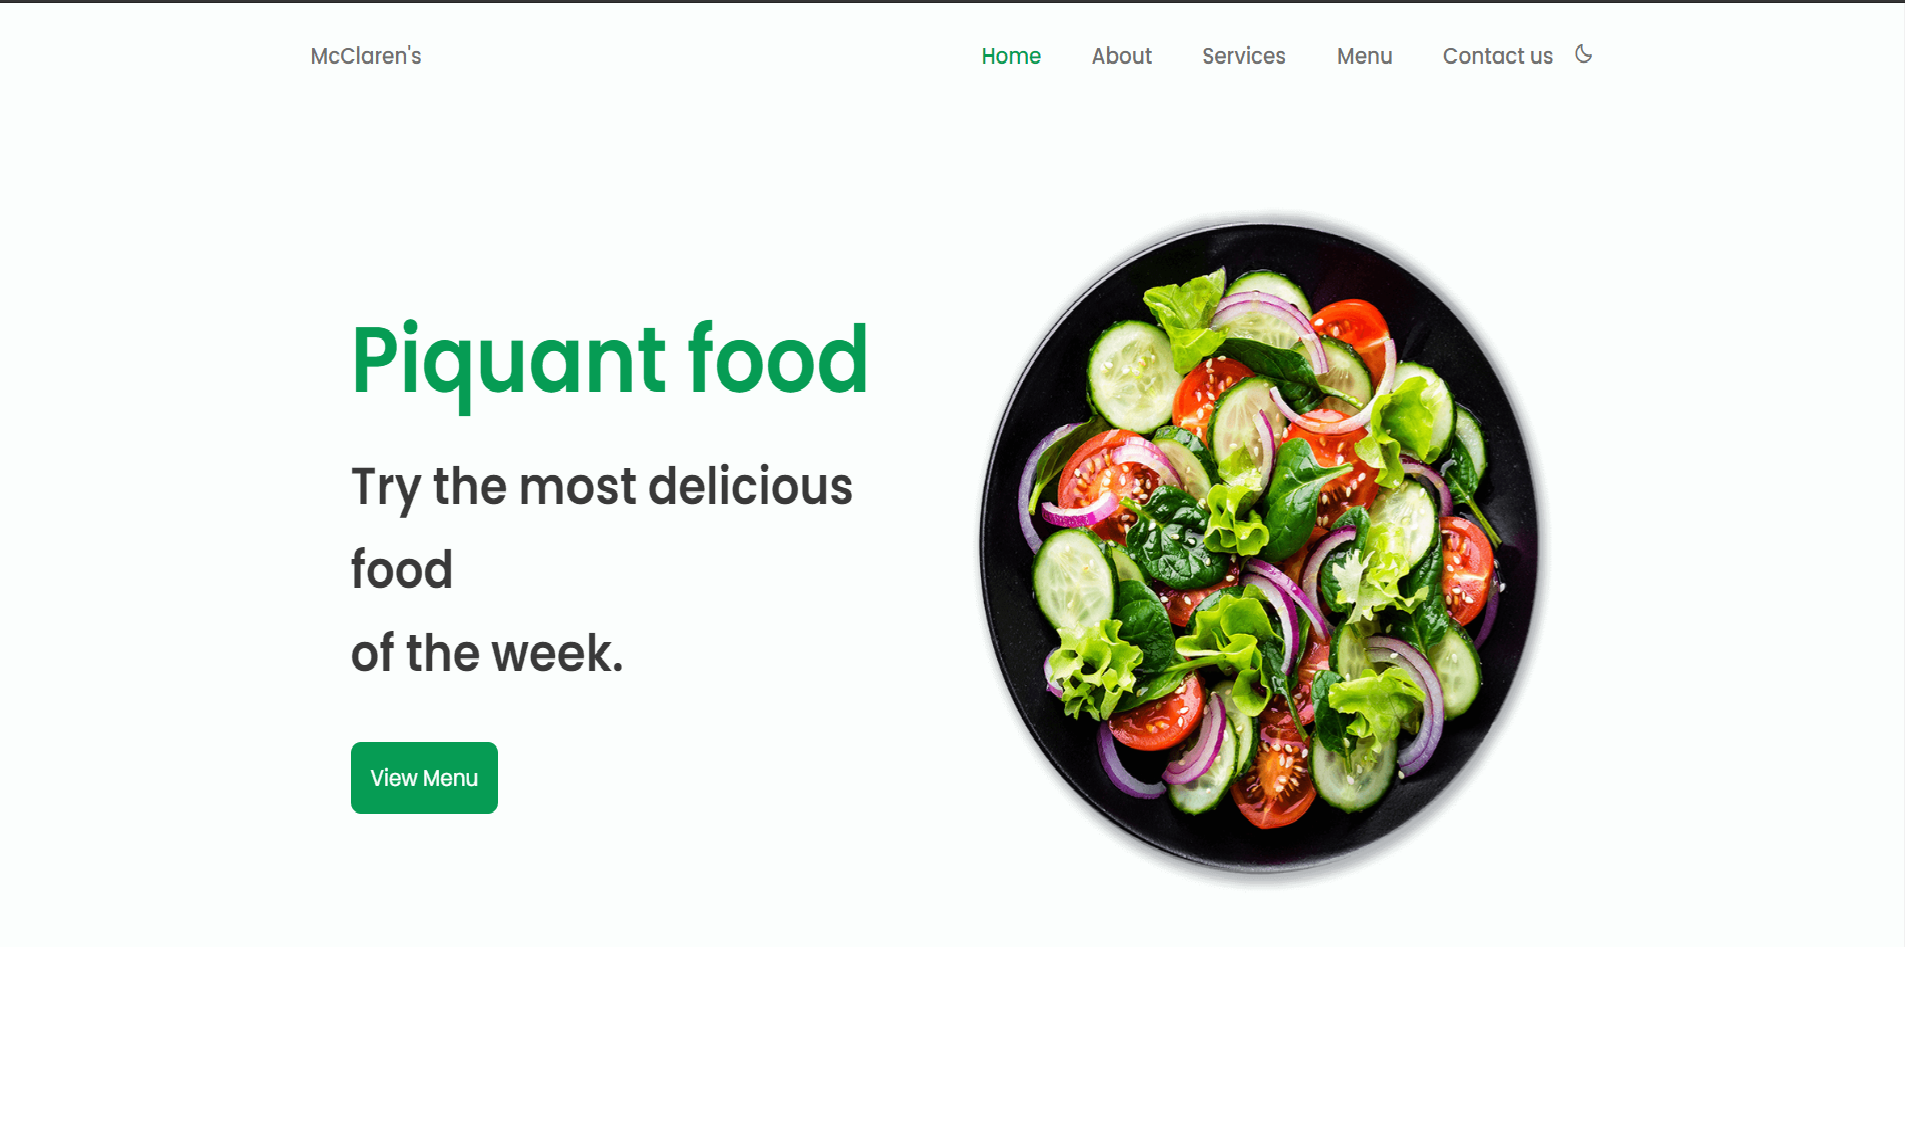 McClaren's
Home About Services Menu Contact us
Piquant food
Try the most delicious
food
of the week.
View Menu